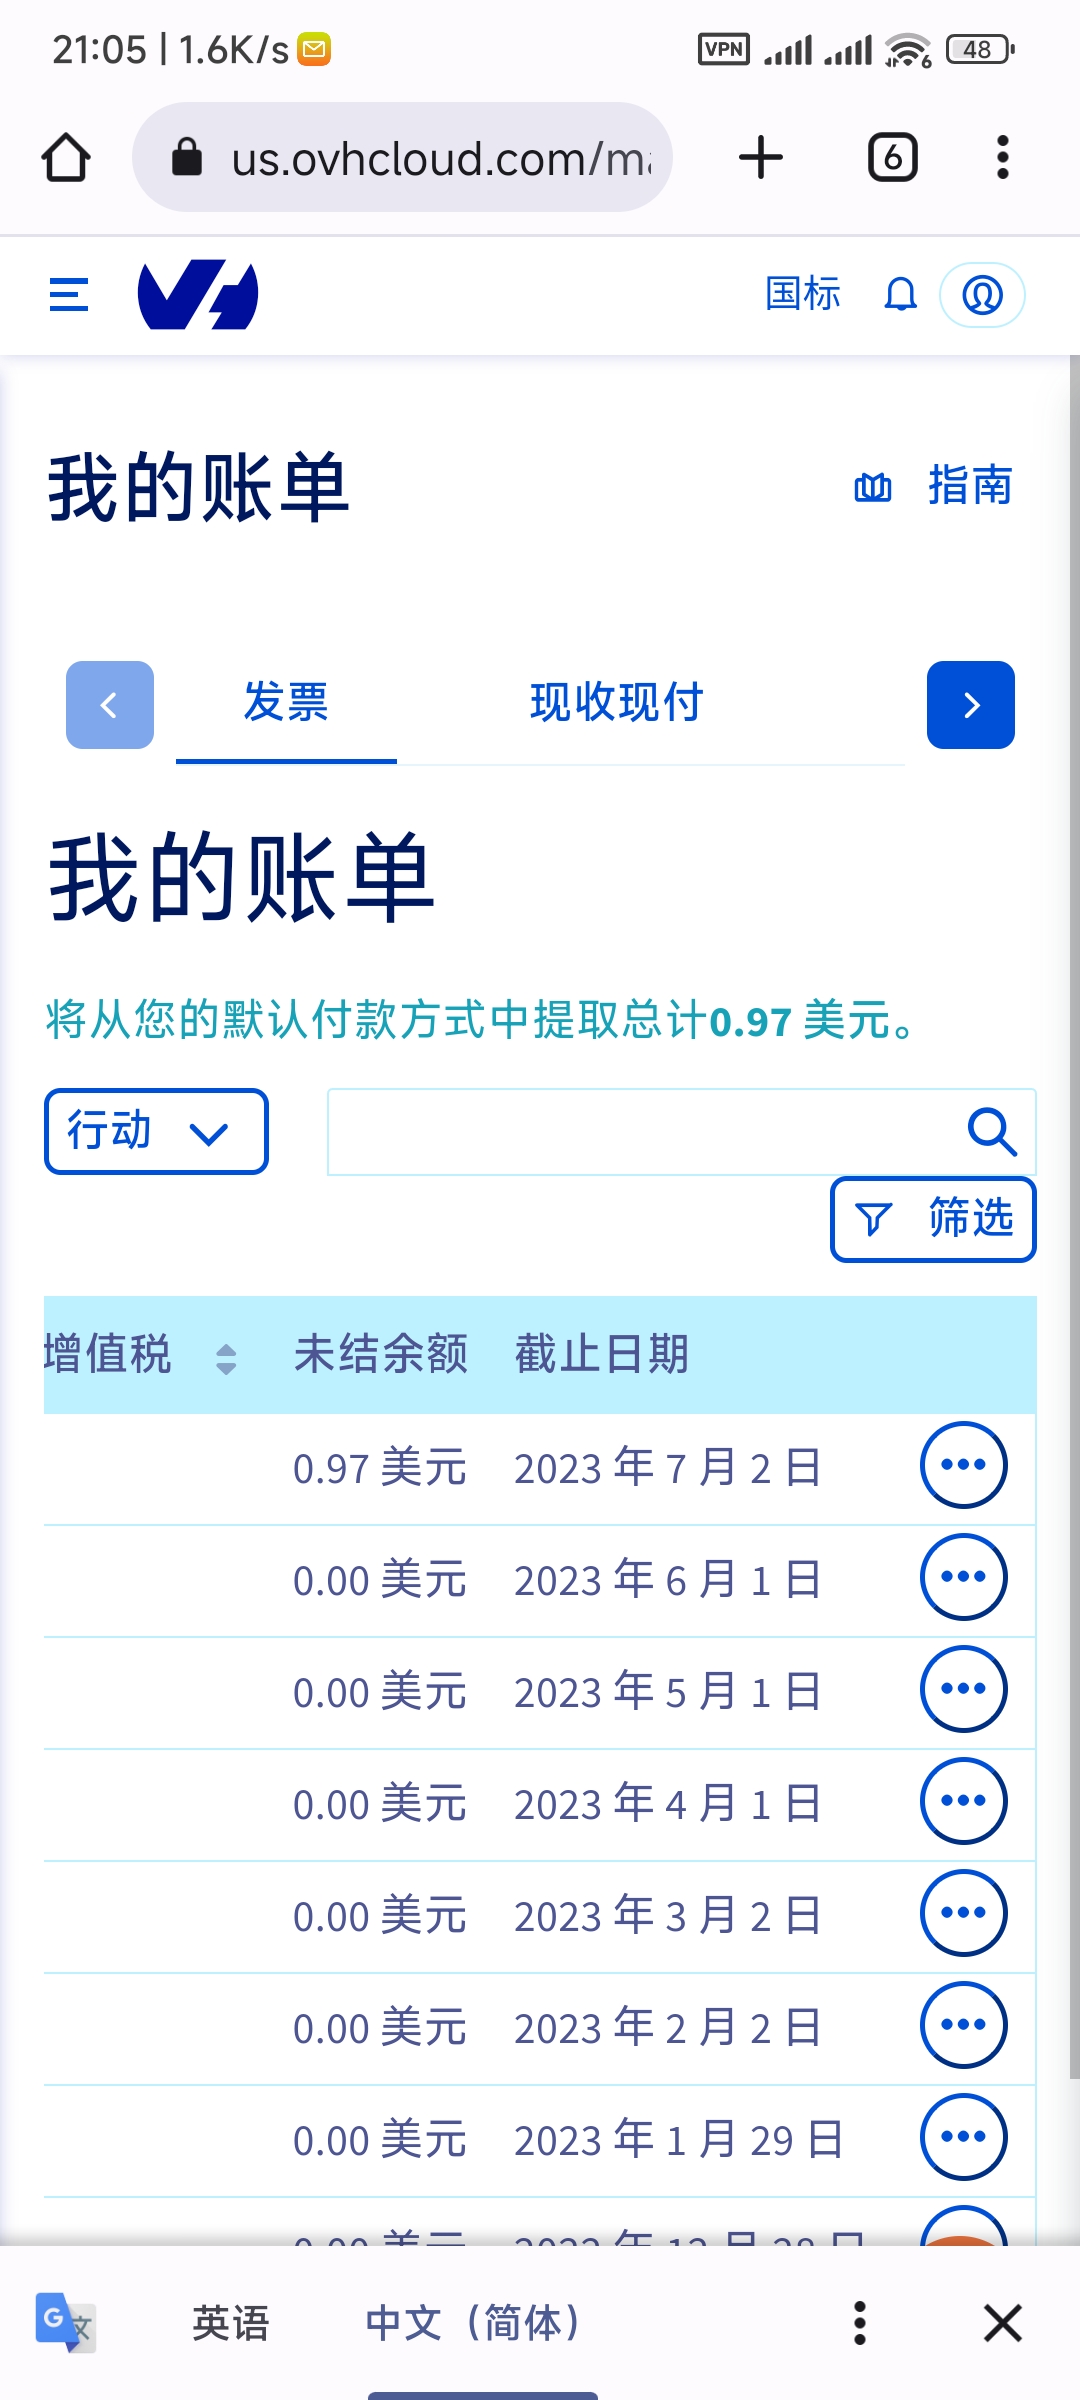 21:05 | 1.6K/s
VPN
6
48
us.ovhcloud.com/m
6
国标
我的账单
指南
发票
现收现付
我的账单
将从您的默认付款方式中提取总计0.97 美元。
行动
筛选
增值税 未结余额 截止日期
0.97 美元 2023 年 7 月 2 日
0.00 美元 2023 年 6 月 1 日
0.00 美元 2023 年 5 月 1 日
0.00 美元 2023 年 4 月 1 日
0.00 美元 2023 年 3 月 2 日
0.00 美元 2023 年 2 月 2 日
0.00 美元 2023 年 1 月 29 日
英语
中文（简体）